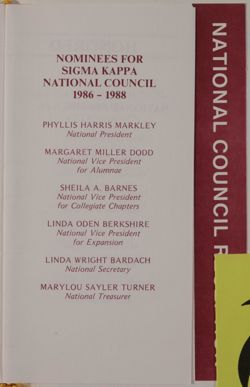 NOMINEES FOR
SIGMA KAPPA
NATIONAL COUNCIL
1986 – 1988
PHYLLIS HARRIS MARKLEY
National President
MARGARET MILLER DODD
National Vice President
for Alumnae
SHEILA A. BARNES
National Vice President
for Collegiate Chapters
LINDA ODEN BERKSHIRE
National Vice President
for Expansion
LINDA WRIGHT BARDACH
National Secretary
MARYLOU SAYLER TURNER
National Treasurer
NATIONAL COUNCIL